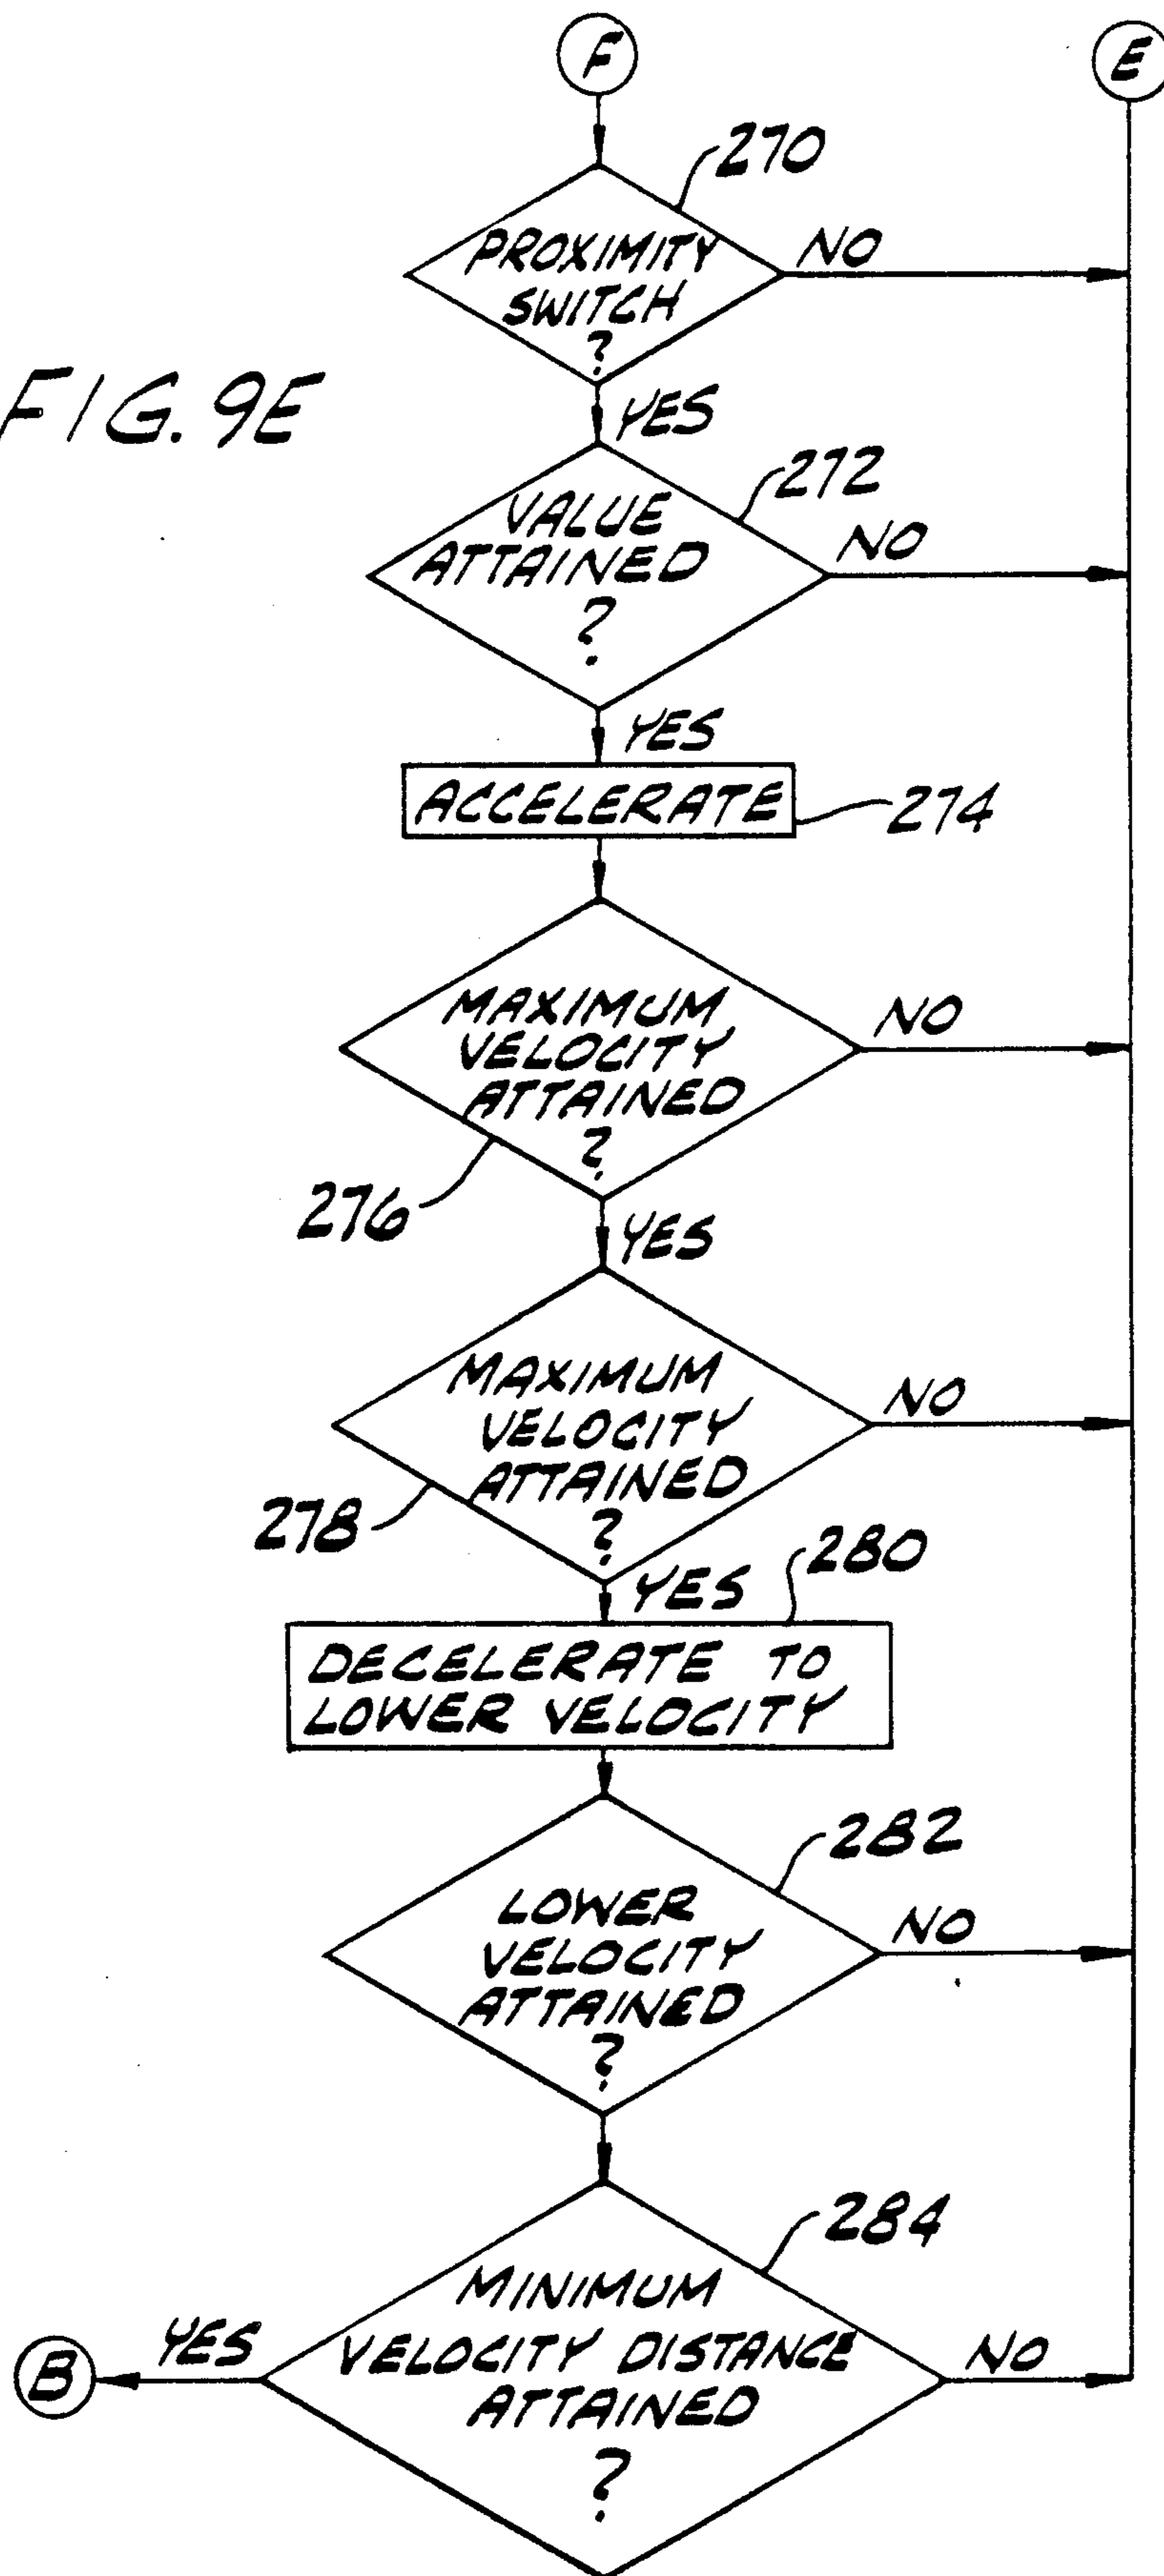 F
E
270
PROXIMITY
SWITCH
?
NO
YES
FIG. 9E
272
VALUE
ATTAINED
?
NO
YES
ACCELERATE
274
MAXIMUM
VELOCITY
ATTAINED
?
NO
276
YES
MAXIMUM
VELOCITY
ATTAINED
?
NO
278
YES
280
DECELERATE TO
LOWER VELOCITY
282
LOWER
VELOCITY
ATTAINED
?
NO
284
MINIMUM
VELOCITY DISTANCE
ATTAINED
?
YES
B
NO